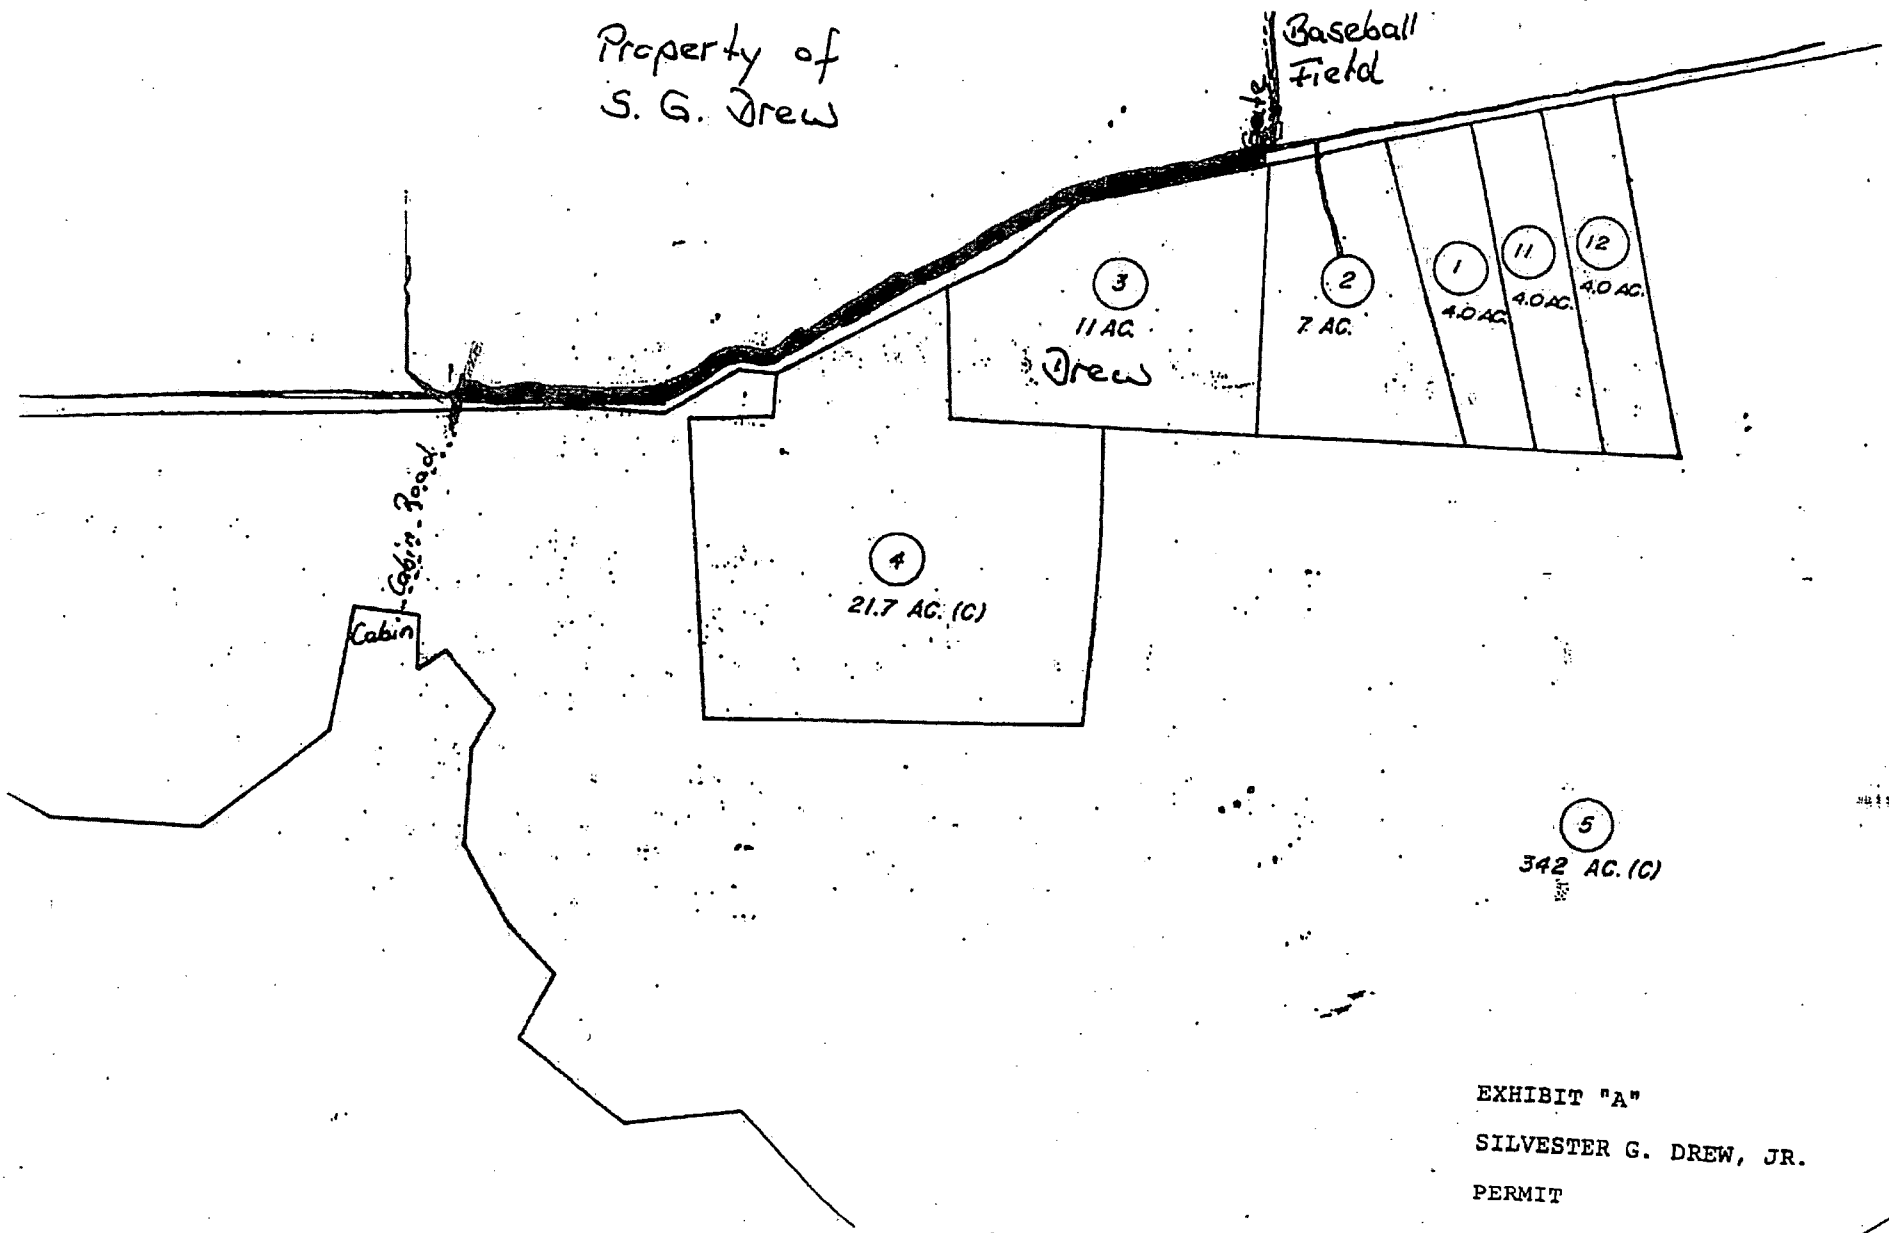 Property of
S. G. Drew
Baseball
Field
Gate
3
11 AC.
Drew
2
7 AC.
1
4.0 AC.
11
4.0 AC.
12
4.0 AC.
Cabin Road
Cabin
4
21.7 AC. (C)
5
342 AC. (C)
EXHIBIT "A"
SILVESTER G. DREW, JR.
PERMIT